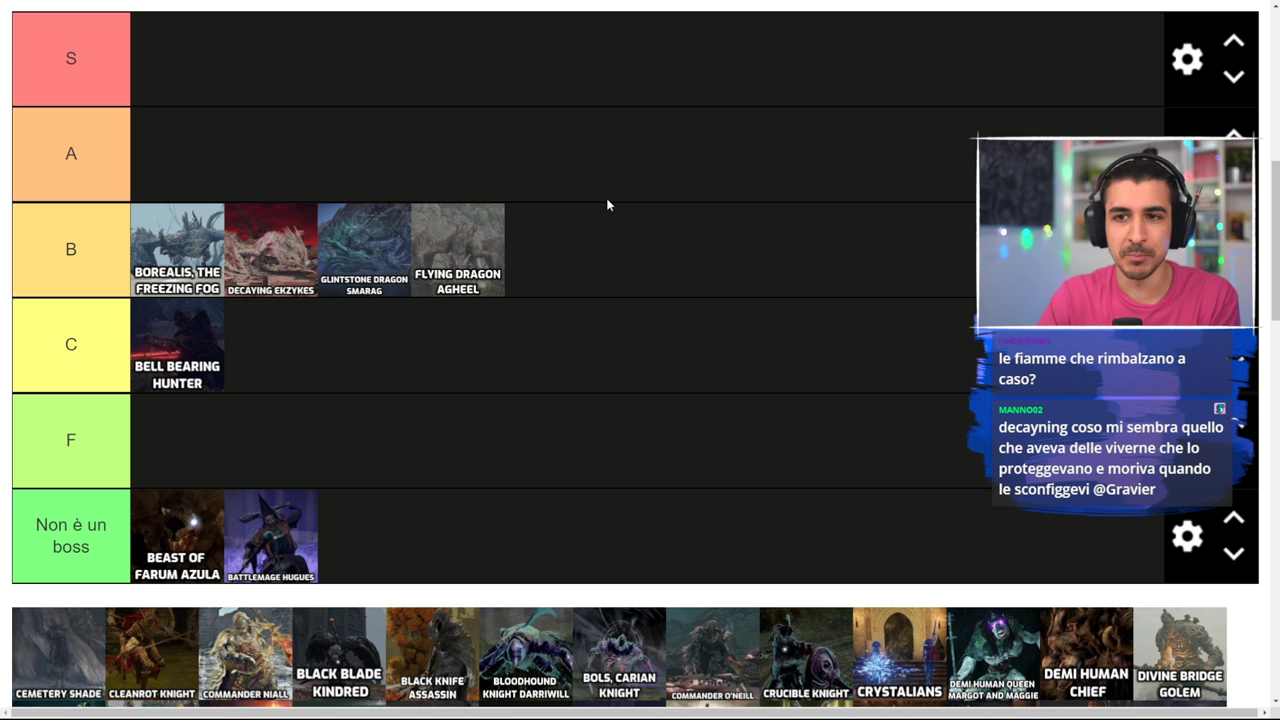 S
A
B
BOREALIS, THE
FREEZING FOG
DECAYING EKZYKES
GLINTSTONE DRAGON
SMARAG
FLYING DRAGON
AGHEEL
C
BELL BEARING
HUNTER
F
Non è un
boss
BEAST OF
FARUM AZULA
BATTLEMAGE HUGUES
le fiamme che rimbalzano a
caso?
MANNO02
decayning coso mi sembra quello
che aveva delle viverne che lo
proteggevano e moriva quando
le sconfiggevi @Gravier
CEMETERY SHADE
CLEANROT KNIGHT
COMMANDER NIALL
BLACK BLADE
KINDRED
BLACK KNIFE
ASSASSIN
BLOODHOUND
KNIGHT DARRIWILL
BOLS, CARIAN
KNIGHT
COMMANDER O'NEILL
CRUCIBLE KNIGHT
CRYSTALIANS
DEMI HUMAN QUEEN
MARGOT AND MAGGIE
DEMI HUMAN
CHIEF
DIVINE BRIDGE
GOLEM